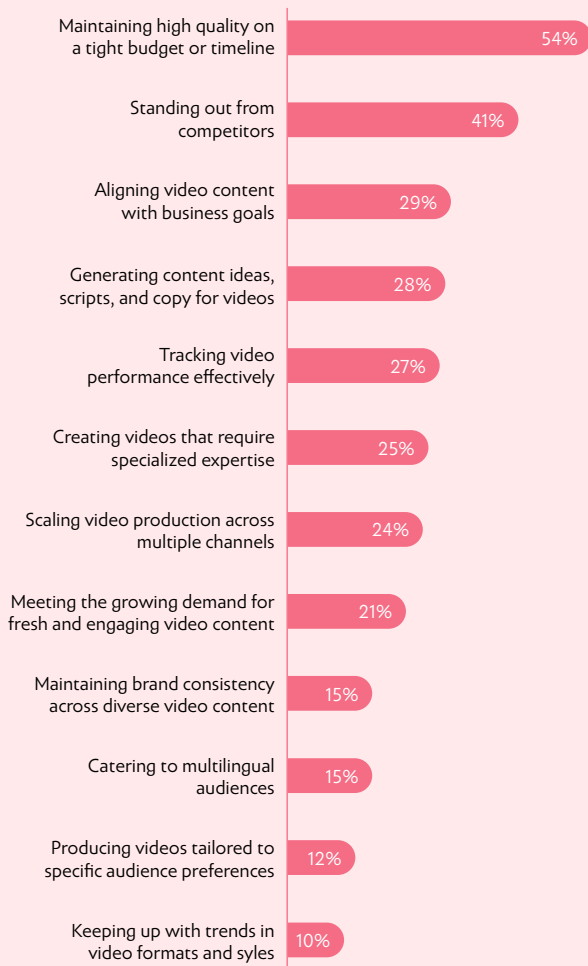 Maintaining high quality on
a tight budget or timeline
54%
Standing out from
competitors
41%
Aligning video content
with business goals
29%
Generating content ideas,
scripts, and copy for videos
28%
Tracking video
performance effectively
27%
Creating videos that require
specialized expertise
25%
Scaling video production across
multiple channels
24%
Meeting the growing demand for
fresh and engaging video content
21%
Maintaining brand consistency
across diverse video content
15%
Catering to multilingual
audiences
15%
Producing videos tailored to
specific audience preferences
12%
Keeping up with trends in
video formats and syles
10%